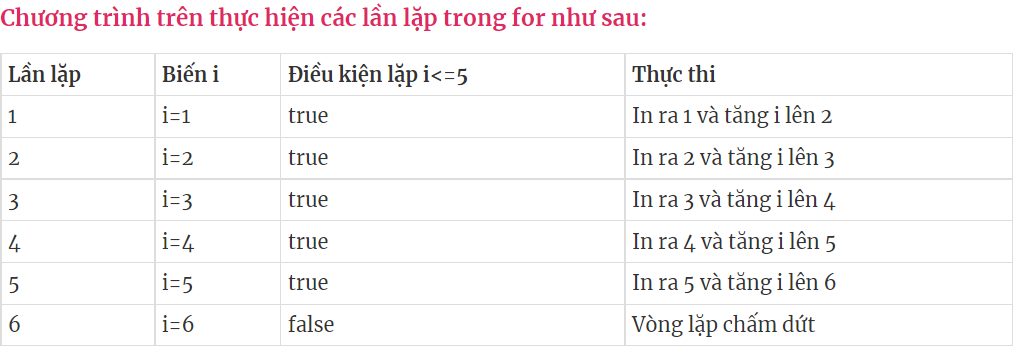 Chương trình trên thực hiện các lần lặp trong for như sau:
Lần lặp Biến i Điều kiện lặp i<=5 Thực thi
1 i=1 true In ra 1 và tăng i lên 2
2 i=2 true In ra 2 và tăng i lên 3
3 i=3 true In ra 3 và tăng i lên 4
4 i=4 true In ra 4 và tăng i lên 5
5 i=5 true In ra 5 và tăng i lên 6
6 i=6 false Vòng lặp chấm dứt